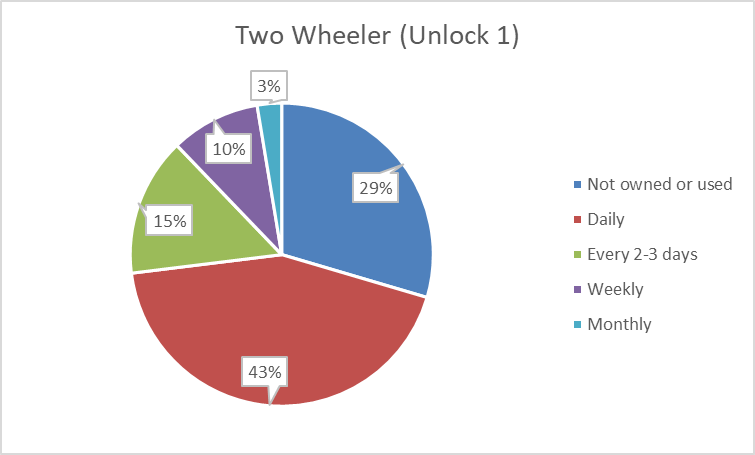 Two Wheeler (Unlock 1)
3%
10%
29%
15%
43%
Not owned or used
Daily
Every 2-3 days
Weekly
Monthly